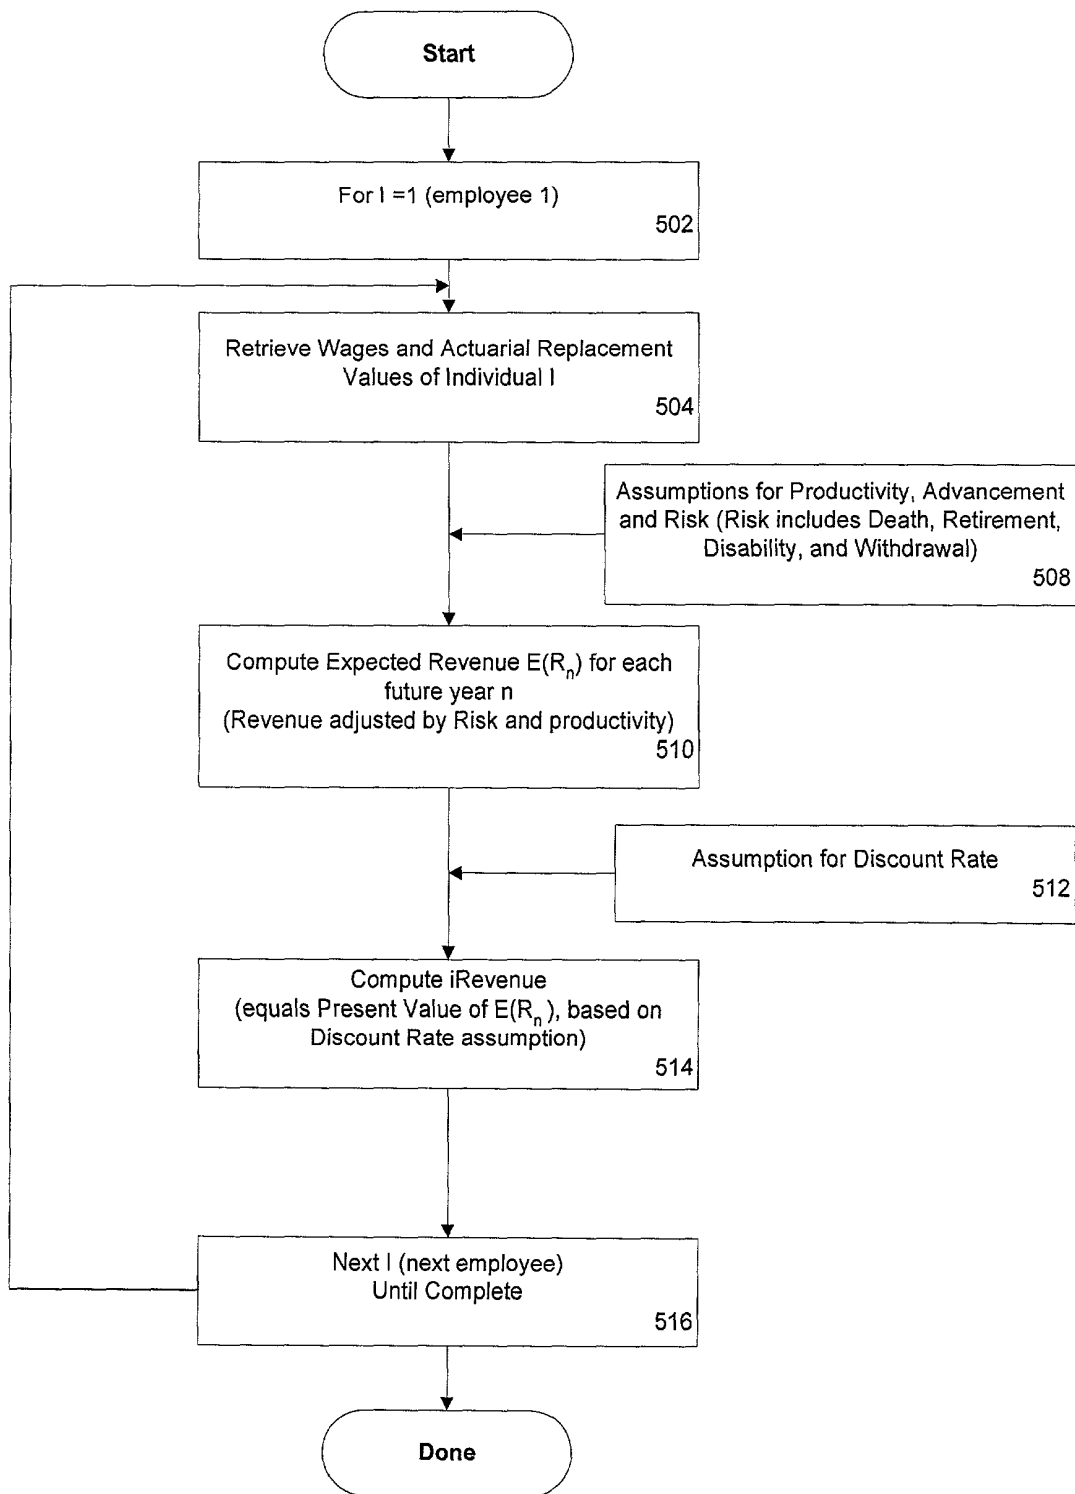 Start
For I =1 (employee 1)
502
Retrieve Wages and Actuarial Replacement
Values of Individual I
504
Assumptions for Productivity, Advancement
and Risk (Risk includes Death, Retirement,
Disability, and Withdrawal)
508
Compute Expected Revenue E(Rn) for each
future year n
(Revenue adjusted by Risk and productivity)
510
Assumption for Discount Rate
512
Compute iRevenue
(equals Present Value of E(Rn), based on
Discount Rate assumption)
514
Next I (next employee)
Until Complete
516
Done